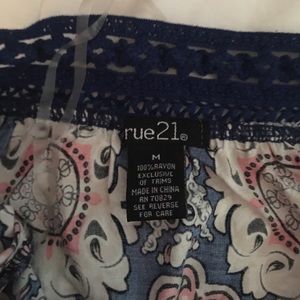 rue21®
M
100% RAYON
EXCLUSIVE
OF TRIMS
MADE IN CHINA
RN 70829
SEE REVERSE
FOR CARE